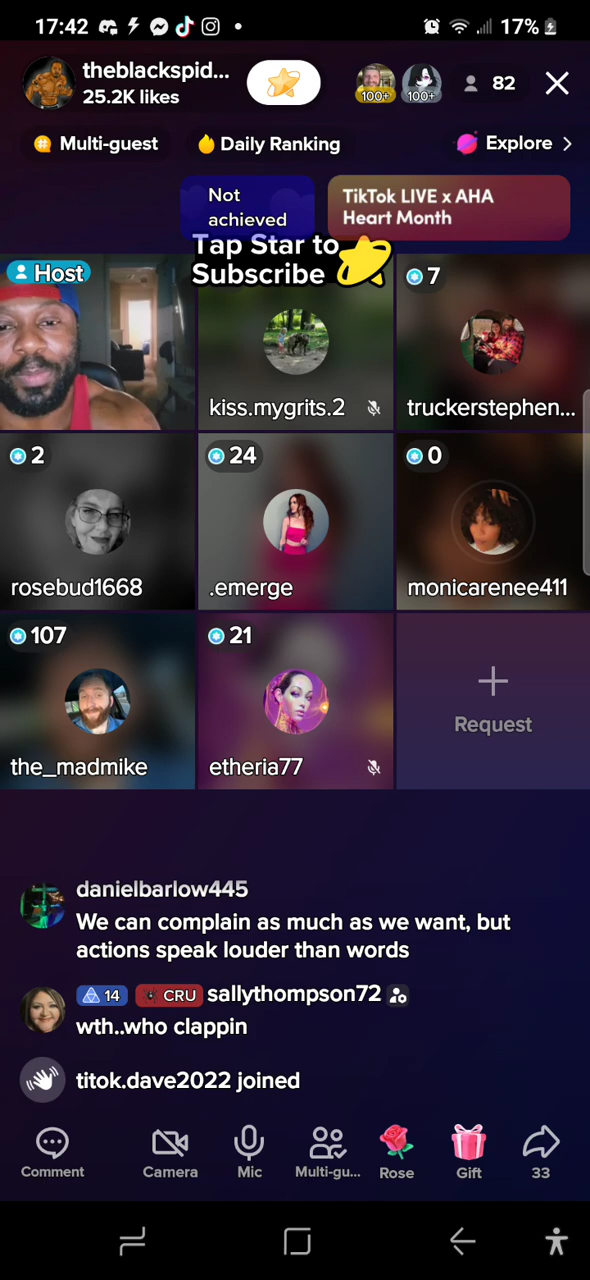 17:42
17%
theblackspid...
25.2K likes
100+
100+
82
Multi-guest
Daily Ranking
Explore
Not
achieved
TikTok LIVE x AHA
Heart Month
Tap Star to
Subscribe
Host
7
kiss.mygrits.2
truckerstephen...
2
24
0
rosebud1668
.emerge
monicarenee411
107
21
the_madmike
etheria77
Request
danielbarlow445
We can complain as much as we want, but
actions speak louder than words
14 CRU sallythompson72
wth..who clappin
titok.dave2022 joined
Comment
Camera
Mic
Multi-gu...
Rose
Gift
33